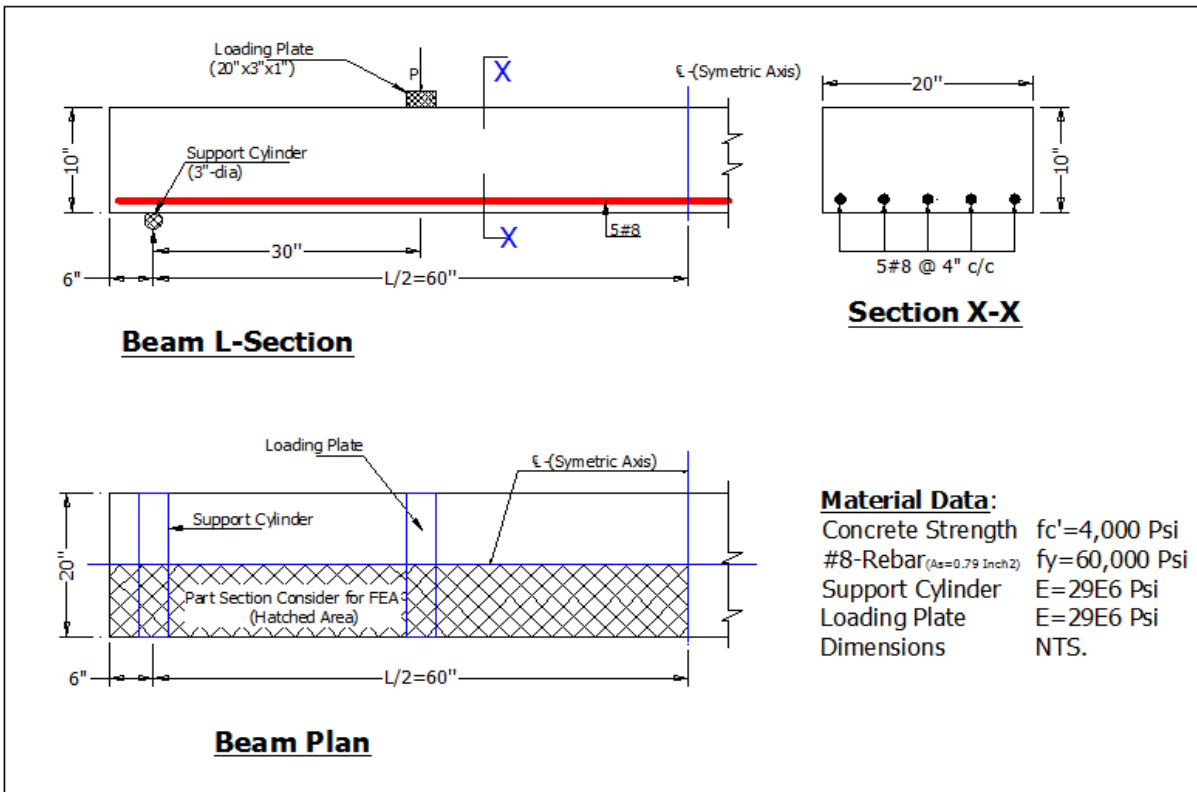 Loading Plate
(20"x3"x1")
P
X
℄-(Symetric Axis)
20"
10"
Support Cylinder
(3"-dia)
10"
5#8
X
30"
6"
L/2=60"
5#8 @ 4" c/c
Section X-X
Beam L-Section
Loading Plate
℄-(Symetric Axis)
Support Cylinder
20"
Part Section Consider for FEA
(Hatched Area)
6"
L/2=60"
Beam Plan
Material Data:
Concrete Strength fc'=4,000 Psi
#8-Rebar(As=0.79 Inch2) fy=60,000 Psi
Support Cylinder E=29E6 Psi
Loading Plate E=29E6 Psi
Dimensions NTS.